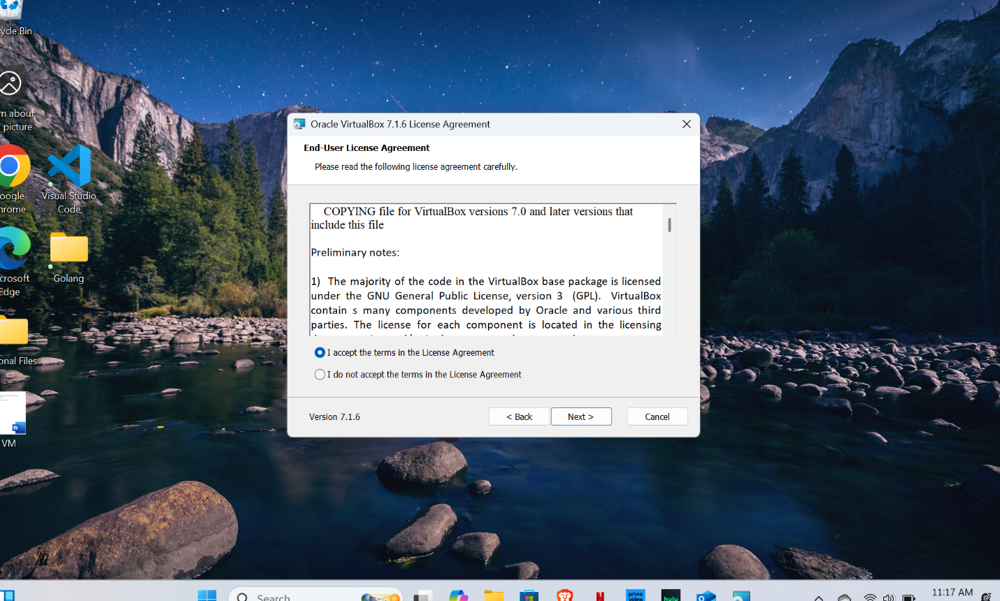 ycle Bin
rn about
picture
oogle
hrome
Visual Studio
Code
crosoft
Edge
Golang
onal Files
W
VM
Oracle VirtualBox 7.1.6 License Agreement
End-User License Agreement
Please read the following license agreement carefully.
COPYING file for VirtualBox versions 7.0 and later versions that
include this file
Preliminary notes:
1) The majority of the code in the VirtualBox base package is licensed
under the GNU General Public License, version 3 (GPL). VirtualBox
contain s many components developed by Oracle and various third
parties. The license for each component is located in the licensing
I accept the terms in the License Agreement
I do not accept the terms in the License Agreement
Version 7.1.6
< Back
Next >
Cancel
Search
prime
video
hulu
11:17 AM